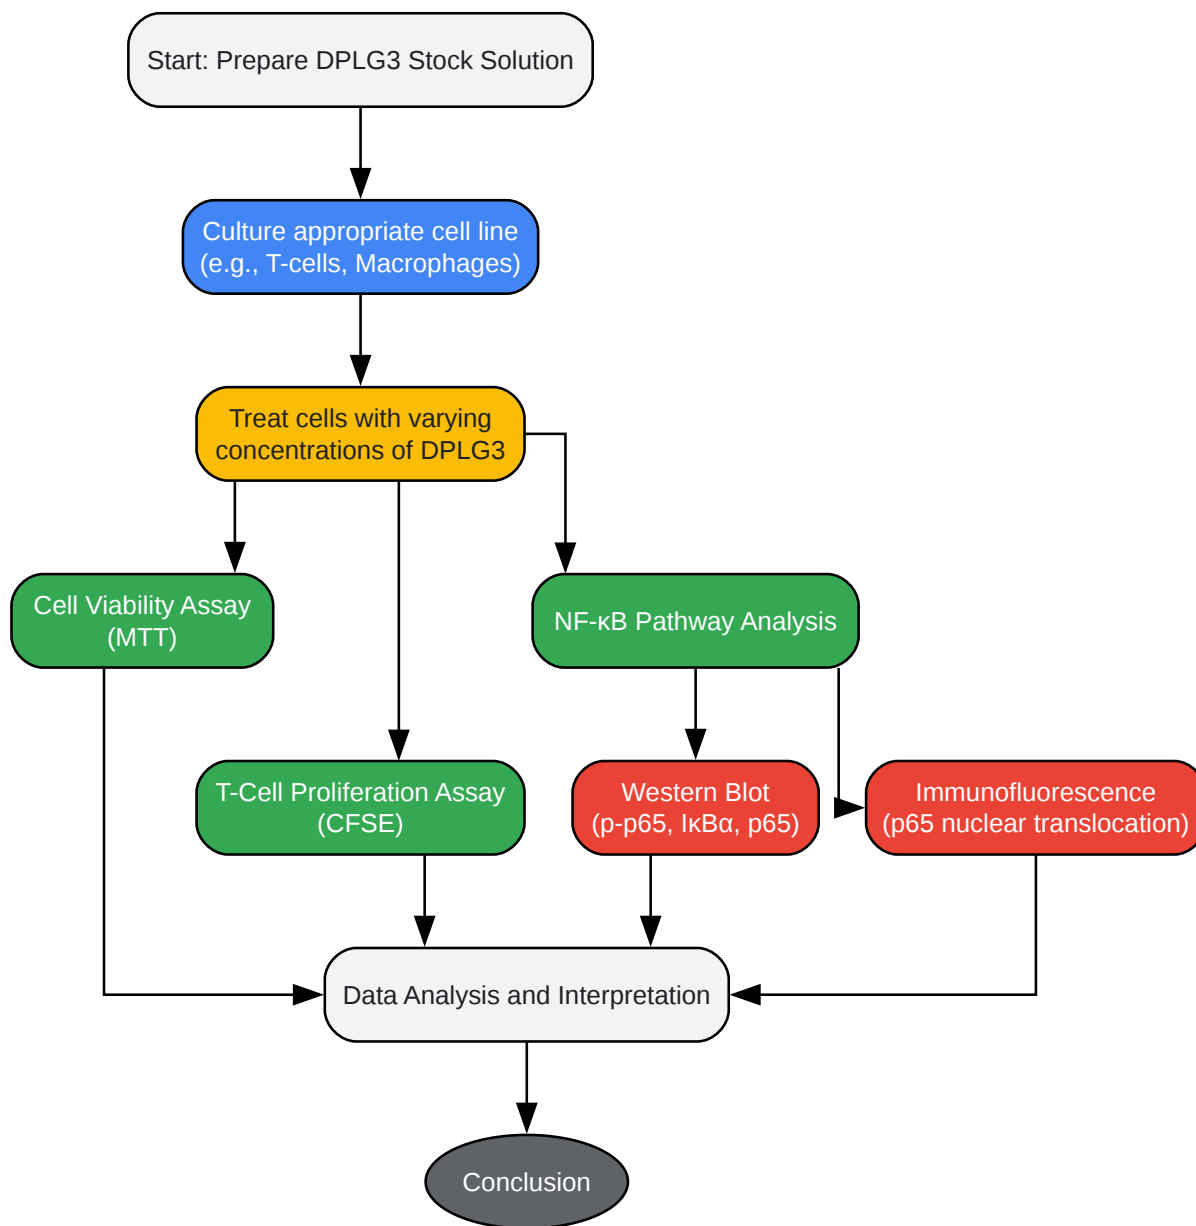 Start: Prepare DPLG3 Stock Solution
Culture appropriate cell line
(e.g., T-cells, Macrophages)
Treat cells with varying
concentrations of DPLG3
Cell Viability Assay
(MTT)
NF-κB Pathway Analysis
T-Cell Proliferation Assay
(CFSE)
Western Blot
(p-p65, IκBα, p65)
Immunofluorescence
(p65 nuclear translocation)
Data Analysis and Interpretation
Conclusion